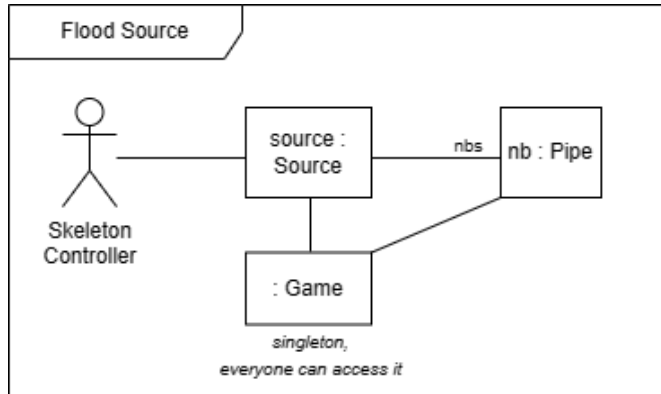 Flood Source
source :
Source
nbs
nb : Pipe
Skeleton
Controller
: Game
singleton,
everyone can access it